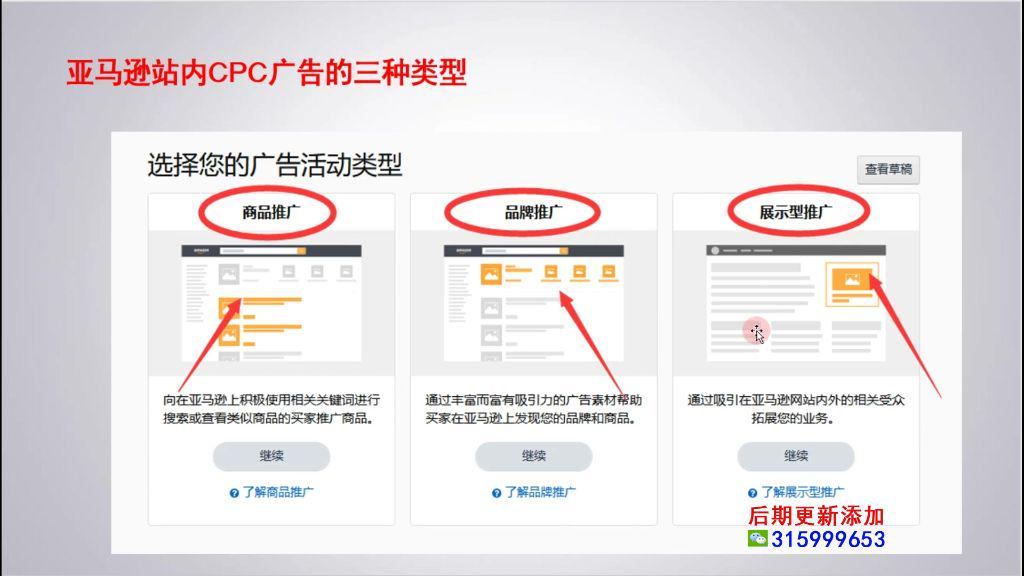 亚马逊站内CPC广告的三种类型
选择您的广告活动类型
查看草稿
商品推广
品牌推广
展示型推广
amazon
amazon
向在亚马逊上积极使用相关关键词进行
搜索或查看类似商品的买家推广商品。
通过丰富而富有吸引力的广告素材帮助
买家在亚马逊上发现您的品牌和商品。
通过吸引在亚马逊网站内外的相关受众
拓展您的业务。
继续
继续
继续
了解商品推广
了解品牌推广
了解展示型推广
后期更新添加
315999653